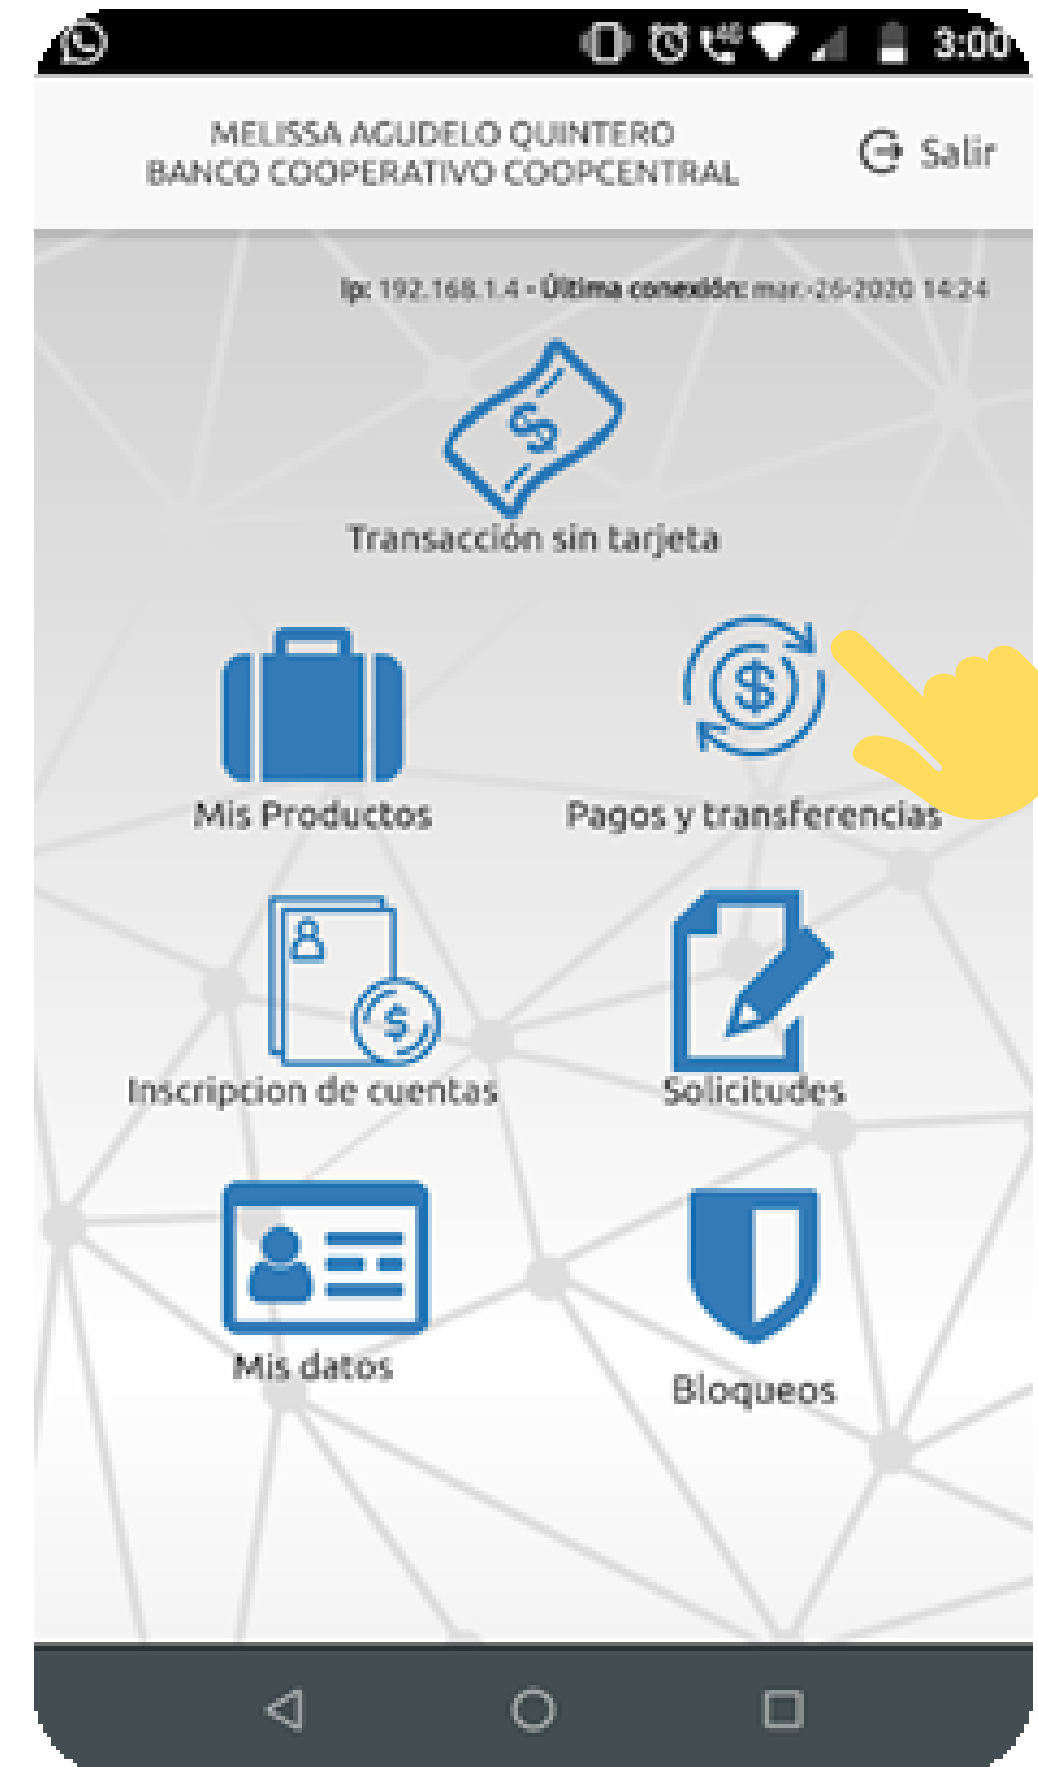 4G 3:00
MELISSA AGUDELO QUINTERO
BANCO COOPERATIVO COOPCENTRAL
Salir
Ip: 192.168.1.4 - Última conexión: mar.-26-2020 14:24
$
Transacción sin tarjeta
$
Mis Productos
Pagos y transferencias
$
Inscripcion de cuentas
Solicitudes
Mis datos
Bloqueos